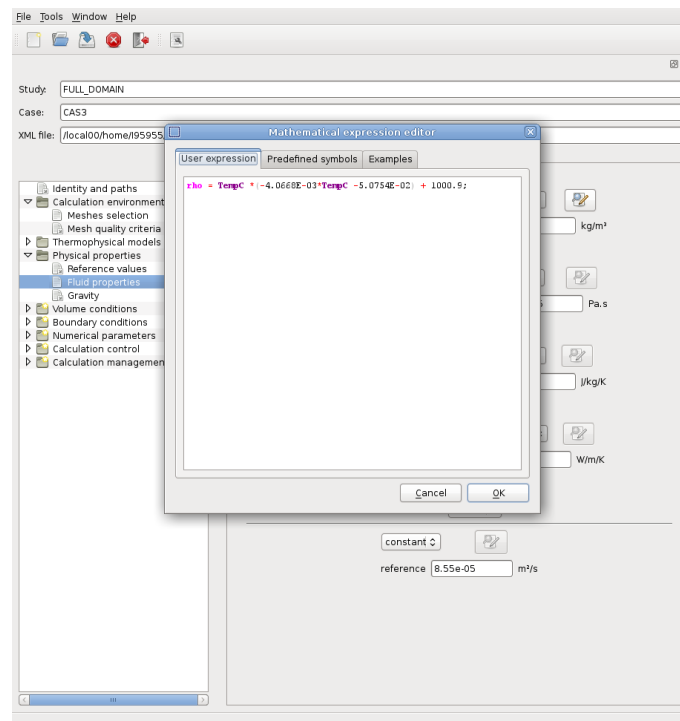 File Tools Window Help
Study: FULL_DOMAIN
Case: CAS3
XML file: /local00/home/I95955
Mathematical expression editor
User expression Predefined symbols Examples
rho = TempC *(-4.0668E-03*TempC -5.0754E-02) + 1000.9;
Identity and paths
Calculation environment
Meshes selection
Mesh quality criteria
Thermophysical models
Physical properties
Reference values
Fluid properties
Gravity
Volume conditions
Boundary conditions
Numerical parameters
Calculation control
Calculation managemen
kg/m³
Pa.s
J/kg/K
W/m/K
Cancel OK
constant
reference 8.55e-05 m²/s